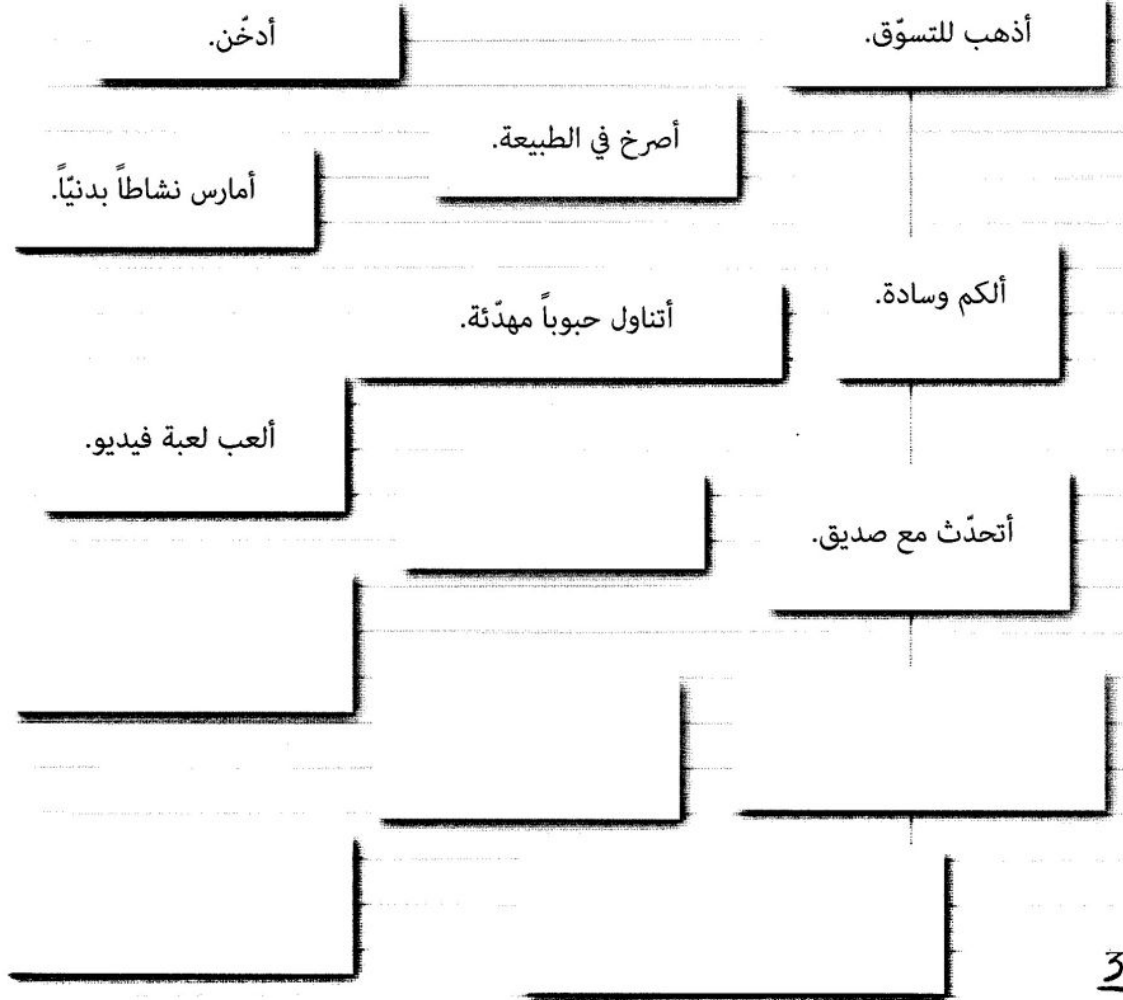 أذهب للتسوّق.
أدخّن.
أصرخ في الطبيعة.
أمارس نشاطاً بدنيّاً.
ألكم وسادة.
أتناول حبوباً مهدّئة.
ألعب لعبة فيديو.
أتحدّث مع صديق.
3